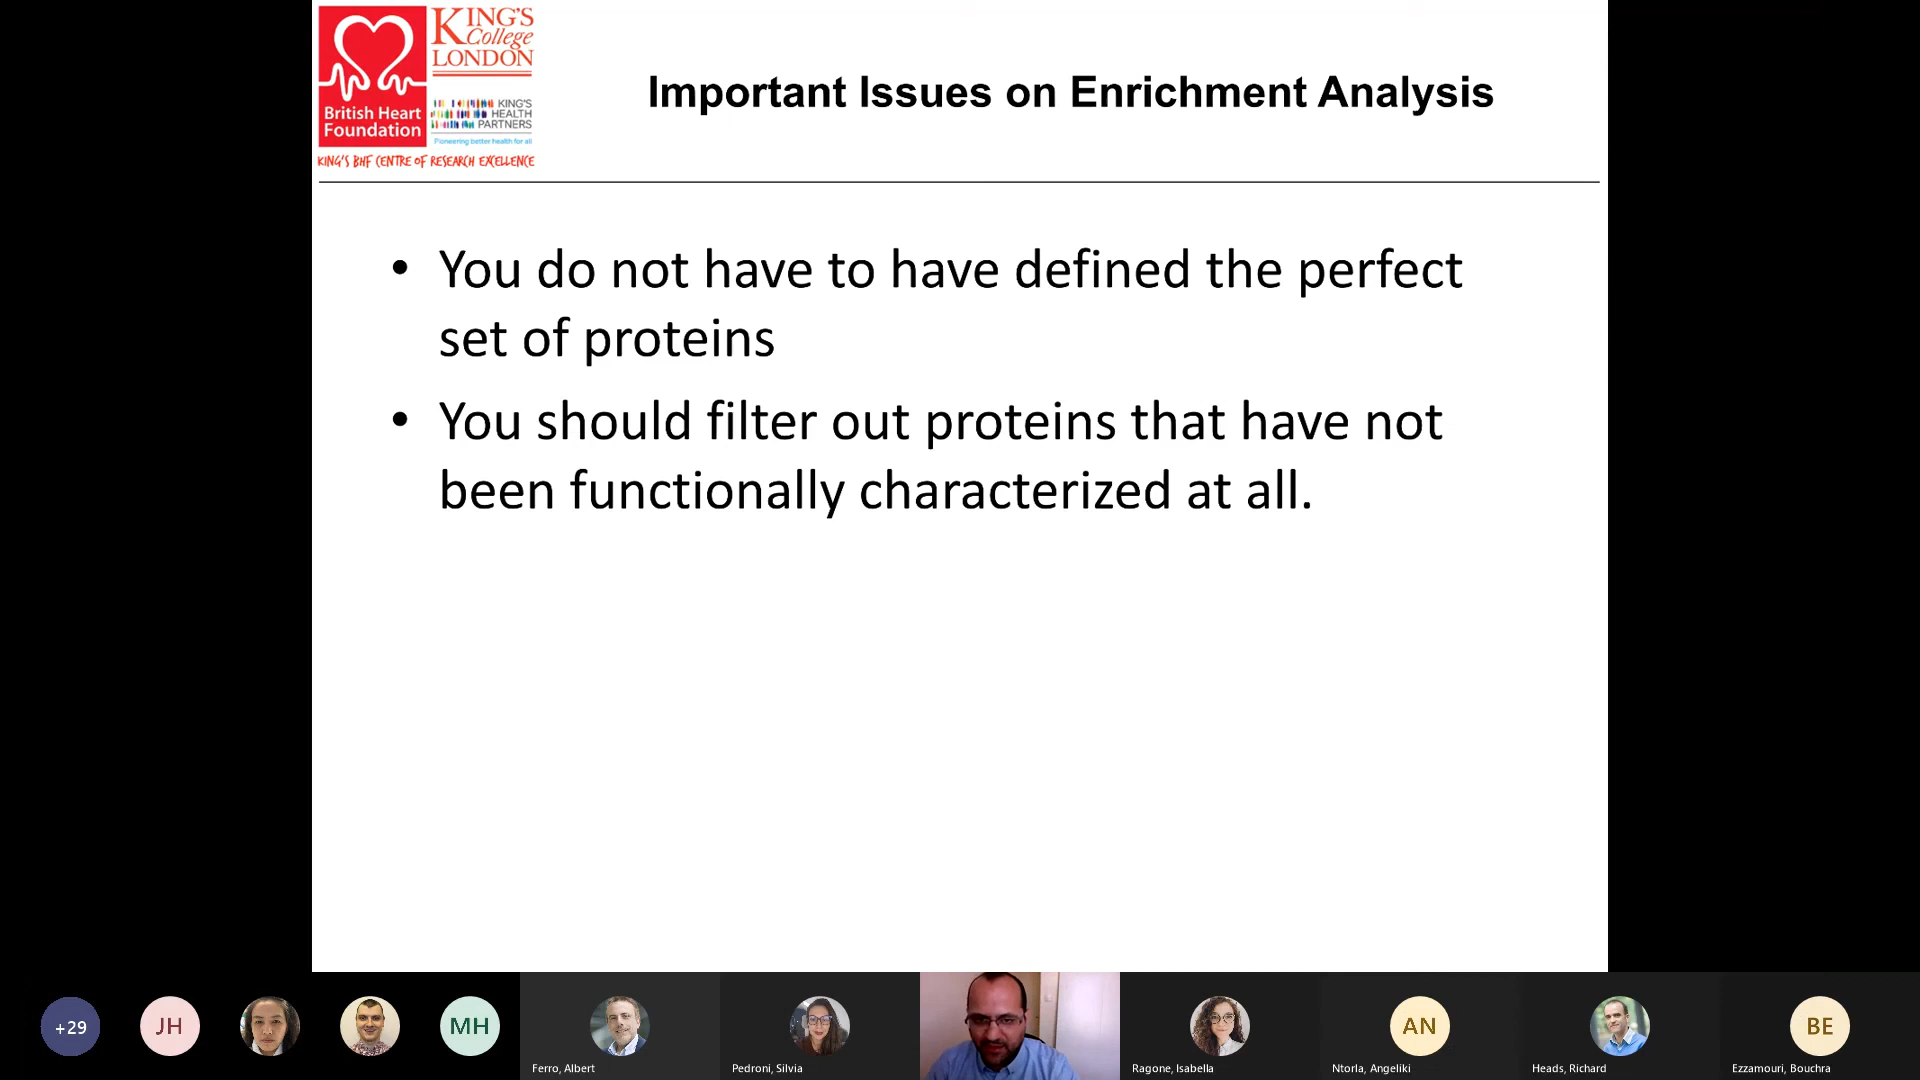 British Heart
Foundation
KING'S
College
LONDON
KING'S
HEALTH
PARTNERS
Pioneering better health for all
KING'S BHF CENTRE OF RESEARCH EXCELLENCE
Important Issues on Enrichment Analysis
• You do not have to have defined the perfect
set of proteins
• You should filter out proteins that have not
been functionally characterized at all.
+29
JH
MH
AN
BE
Ferro, Albert
Pedroni, Silvia
Ragone, Isabella
Ntorla, Angeliki
Heads, Richard
Ezzamouri, Bouchra